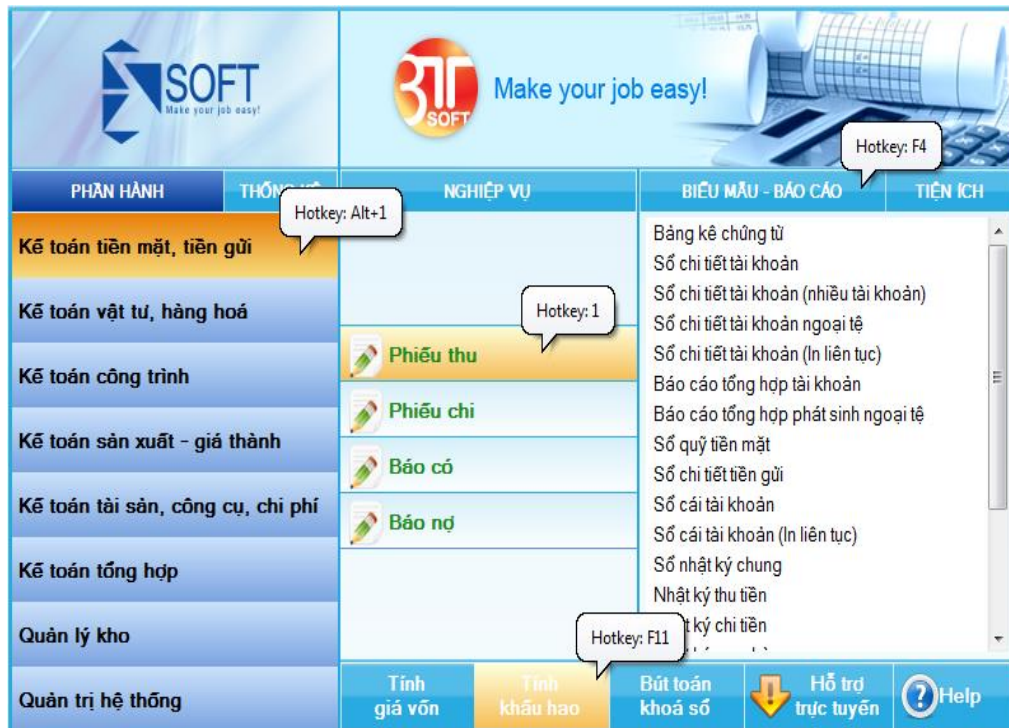 SOFT
Make your job easy!
3TSOFT
Make your job easy!
Hotkey: F4
PHÂN HÀNH
THỐNG KÊ
NGHIỆP VỤ
BIỂU MẪU - BÁO CÁO
TIỆN ÍCH
Hotkey: Alt+1
Kế toán tiền mặt, tiền gửi
Kế toán vật tư, hàng hoá
Kế toán công trình
Kế toán sản xuất - giá thành
Kế toán tài sản, công cụ, chi phí
Kế toán tổng hợp
Quản lý kho
Quản trị hệ thống
Hotkey: 1
Phiếu thu
Phiếu chi
Báo có
Báo nợ
Bảng kê chứng từ
Sổ chi tiết tài khoản
Sổ chi tiết tài khoản (nhiều tài khoản)
Sổ chi tiết tài khoản ngoại tệ
Sổ chi tiết tài khoản (In liên tục)
Báo cáo tổng hợp tài khoản
Báo cáo tổng hợp phát sinh ngoại tệ
Sổ quỹ tiền mặt
Sổ chi tiết tiền gửi
Sổ cái tài khoản
Sổ cái tài khoản (In liên tục)
Sổ nhật ký chung
Nhật ký thu tiền
ký chi tiền
Hotkey: F11
Tính
giá vốn
Tính
khấu hao
Bút toán
khoá sổ
Hỗ trợ
trực tuyến
Help